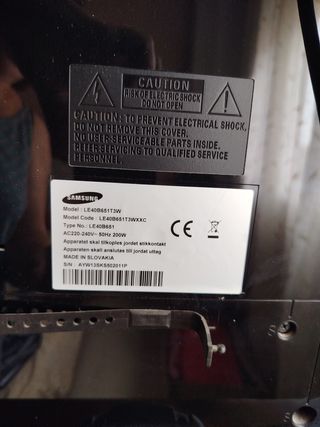 CAUTION
RISK OF ELECTRIC SHOCK
DO NOT OPEN
CAUTION: TO PREVENT ELECTRICAL SHOCK,
DO NOT REMOVE THIS COVER.
NO USER-SERVICEABLE PARTS INSIDE.
REFER SERVICING TO QUALIFIED SERVICE
PERSONNEL.
SAMSUNG
Model : LE40B651T3W
Model Code : LE40B651T3WXXC
Type No.: LE40B651
AC220-240V~ 50Hz 200W
Apparatet skal tilkoples jordet stikkontakt
Apparaten skall anslutas till jordat uttag
MADE IN SLOVAKIA
S/N : AYW13SKS502011P
CE